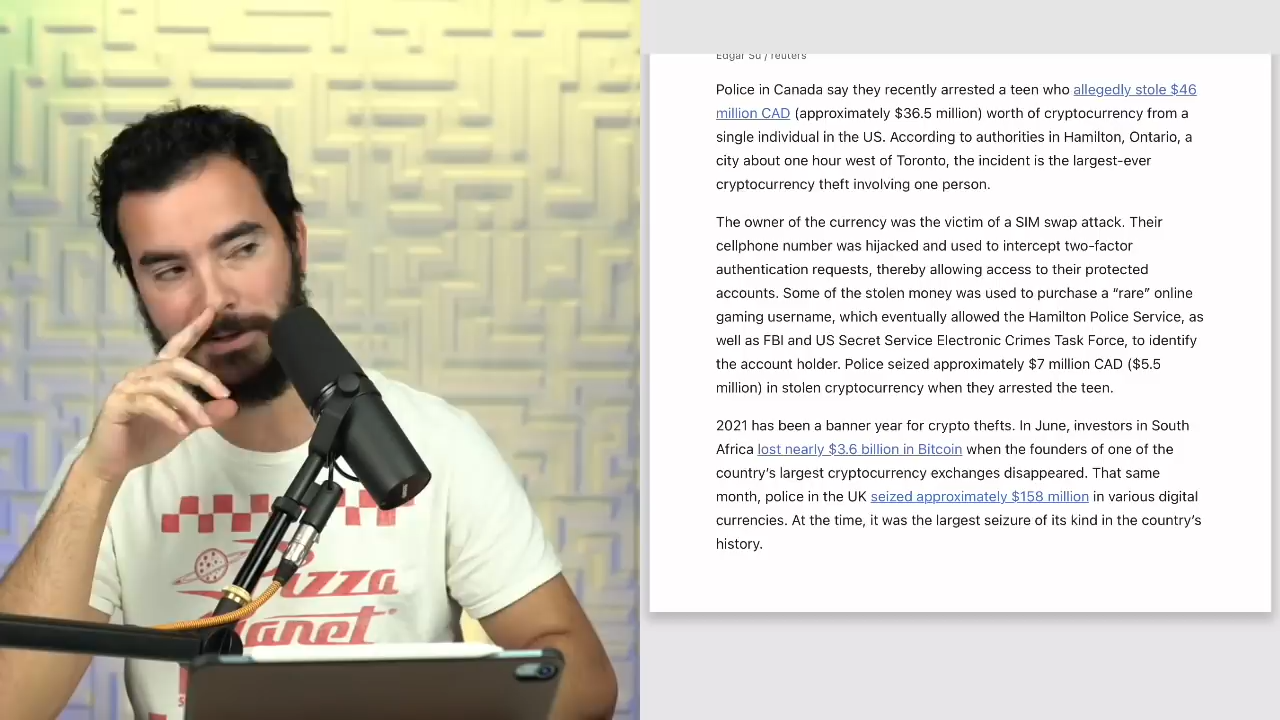 Edgar Su / reuters
Police in Canada say they recently arrested a teen who allegedly stole $46
million CAD (approximately $36.5 million) worth of cryptocurrency from a
single individual in the US. According to authorities in Hamilton, Ontario, a
city about one hour west of Toronto, the incident is the largest-ever
cryptocurrency theft involving one person.
The owner of the currency was the victim of a SIM swap attack. Their
cellphone number was hijacked and used to intercept two-factor
authentication requests, thereby allowing access to their protected
accounts. Some of the stolen money was used to purchase a “rare” online
gaming username, which eventually allowed the Hamilton Police Service, as
well as FBI and US Secret Service Electronic Crimes Task Force, to identify
the account holder. Police seized approximately $7 million CAD ($5.5
million) in stolen cryptocurrency when they arrested the teen.
2021 has been a banner year for crypto thefts. In June, investors in South
Africa lost nearly $3.6 billion in Bitcoin when the founders of one of the
country’s largest cryptocurrency exchanges disappeared. That same
month, police in the UK seized approximately $158 million in various digital
currencies. At the time, it was the largest seizure of its kind in the country’s
history.
Pizza
Planet